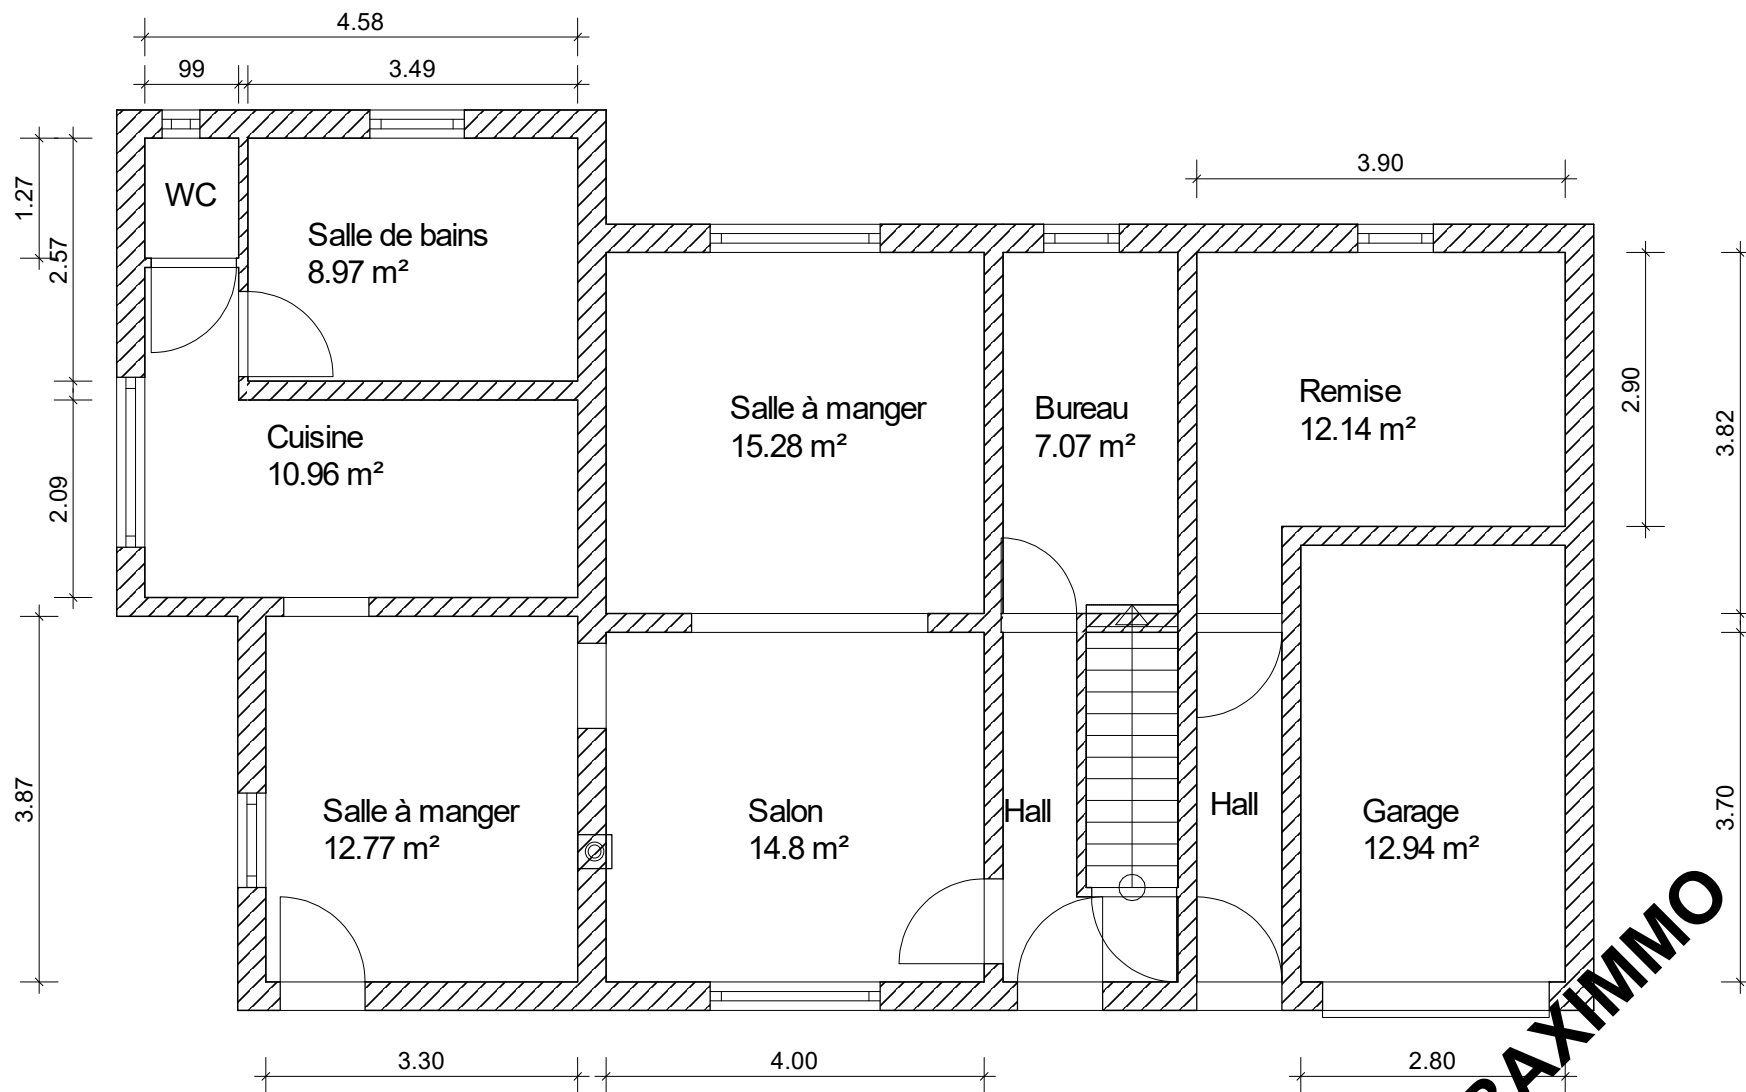 4.58
99
3.49
3.90
1.27
2.57
WC
Salle de bains
8.97 m²
Salle à manger
15.28 m²
Bureau
7.07 m²
Remise
12.14 m²
2.90
3.82
Cuisine
10.96 m²
2.09
3.87
Salle à manger
12.77 m²
Salon
14.8 m²
Hall
Hall
Garage
12.94 m²
3.70
3.30
4.00
2.80